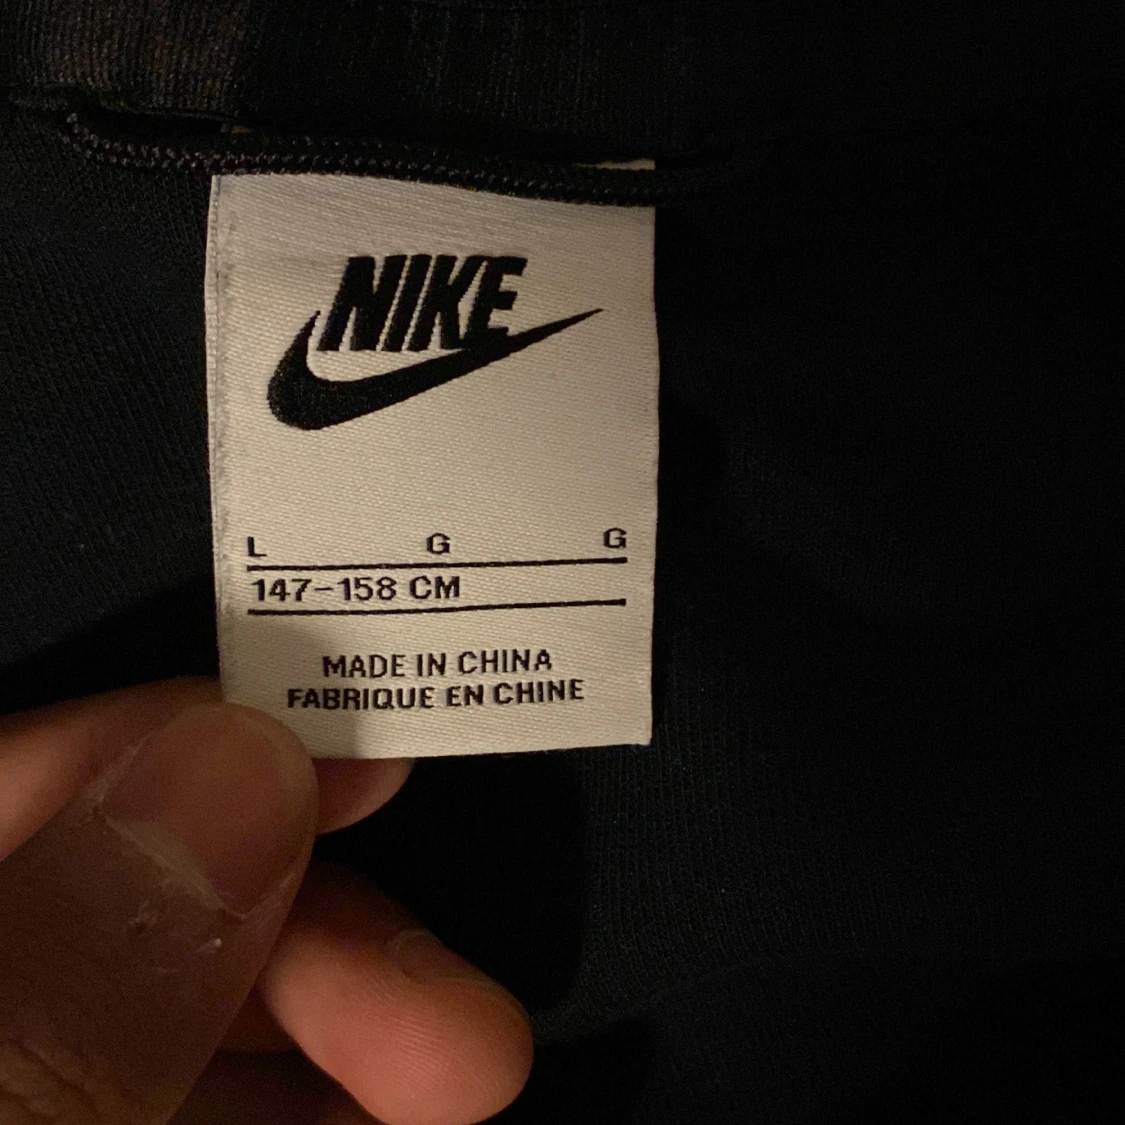 NIKE
L G G
147-158 CM
MADE IN CHINA
FABRIQUE EN CHINE